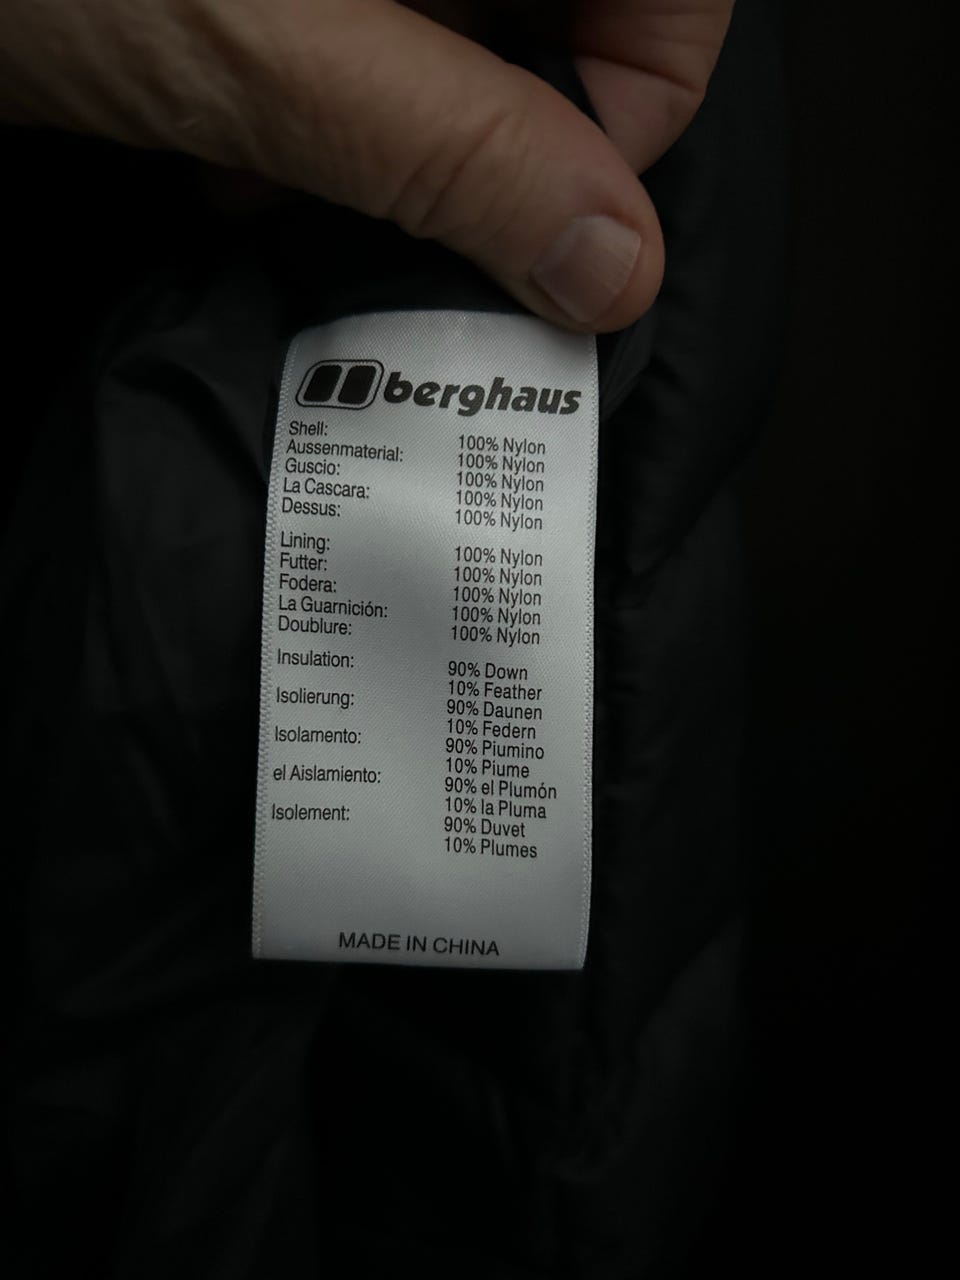 berghaus
Shell: 100% Nylon
Aussenmaterial: 100% Nylon
Guscio: 100% Nylon
La Cascara: 100% Nylon
Dessus: 100% Nylon
Lining: 100% Nylon
Futter: 100% Nylon
Fodera: 100% Nylon
La Guarnición: 100% Nylon
Doublure: 100% Nylon
Insulation: 90% Down
10% Feather
Isolierung: 90% Daunen
10% Federn
Isolamento: 90% Piumino
10% Piume
el Aislamiento: 90% el Plumón
10% la Pluma
Isolement: 90% Duvet
10% Plumes
MADE IN CHINA